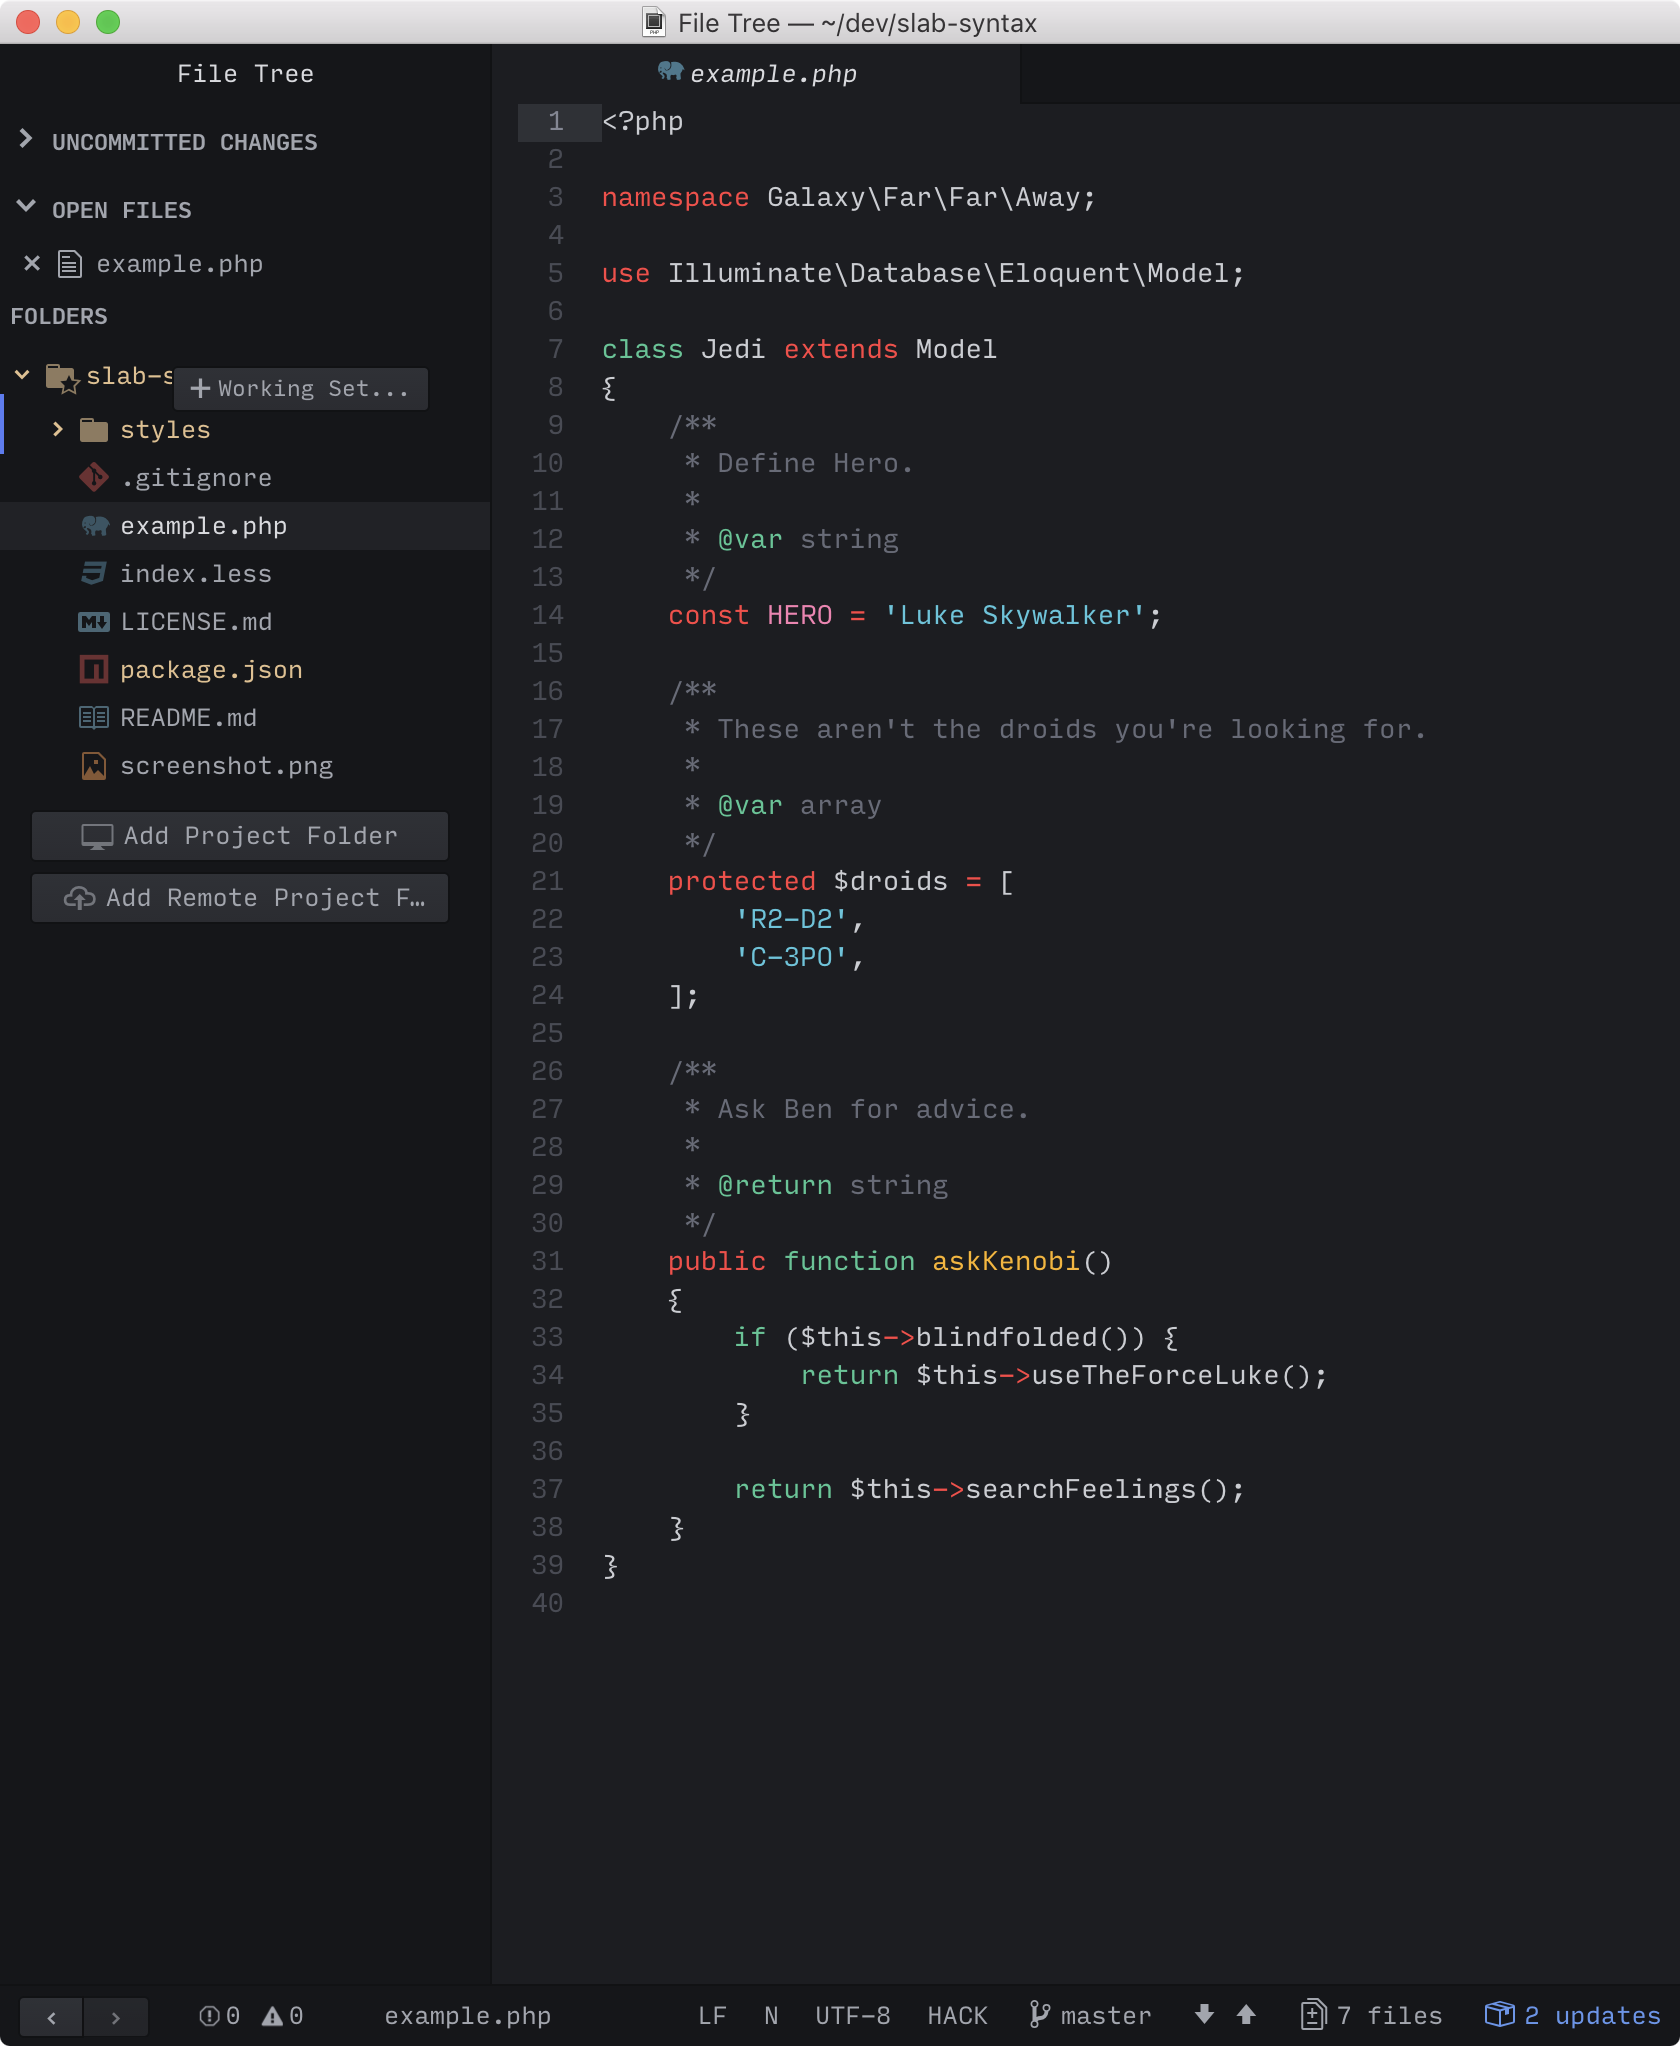 File Tree — ~/dev/slab-syntax
File Tree
UNCOMMITTED CHANGES
OPEN FILES
example.php
FOLDERS
slab-s
Working Set...
styles
.gitignore
example.php
index.less
LICENSE.md
package.json
README.md
screenshot.png
Add Project Folder
Add Remote Project F…
example.php
1 <?php
2
3 namespace Galaxy\Far\Far\Away;
4
5 use Illuminate\Database\Eloquent\Model;
6
7 class Jedi extends Model
8 {
9     /**
10      * Define Hero.
11      *
12      * @var string
13      */
14     const HERO = 'Luke Skywalker';
15
16     /**
17      * These aren't the droids you're looking for.
18      *
19      * @var array
20      */
21     protected $droids = [
22         'R2-D2',
23         'C-3PO',
24     ];
25
26     /**
27      * Ask Ben for advice.
28      *
29      * @return string
30      */
31     public function askKenobi()
32     {
33         if ($this->blindfolded()) {
34             return $this->useTheForceLuke();
35         }
36
37         return $this->searchFeelings();
38     }
39 }
40
0 0 example.php LF N UTF-8 HACK master 7 files 2 updates